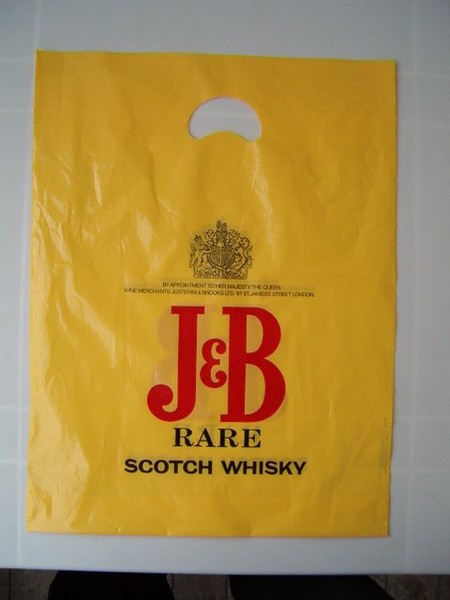 BY APPOINTMENT TO HER MAJESTY THE QUEEN
WINE MERCHANTS JUSTERINI & BROOKS LTD. 61 ST. JAMES'S STREET LONDON
J&B
RARE
SCOTCH WHISKY